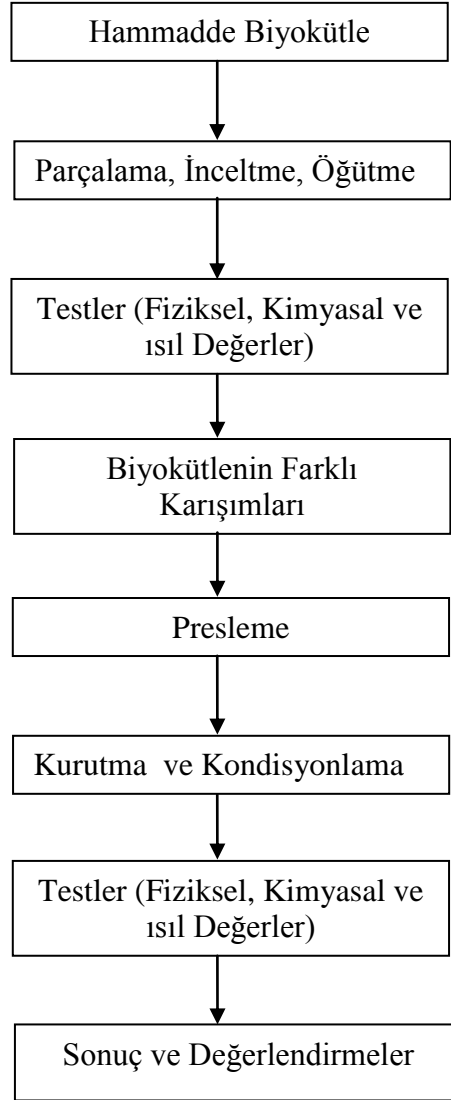 Hammadde Biyokütle
Parçalama, İnceltme, Öğütme
Testler (Fiziksel, Kimyasal ve
ısıl Değerler)
Biyokütlenin Farklı
Karışımları
Presleme
Kurutma ve Kondisyonlama
Testler (Fiziksel, Kimyasal ve
ısıl Değerler)
Sonuç ve Değerlendirmeler